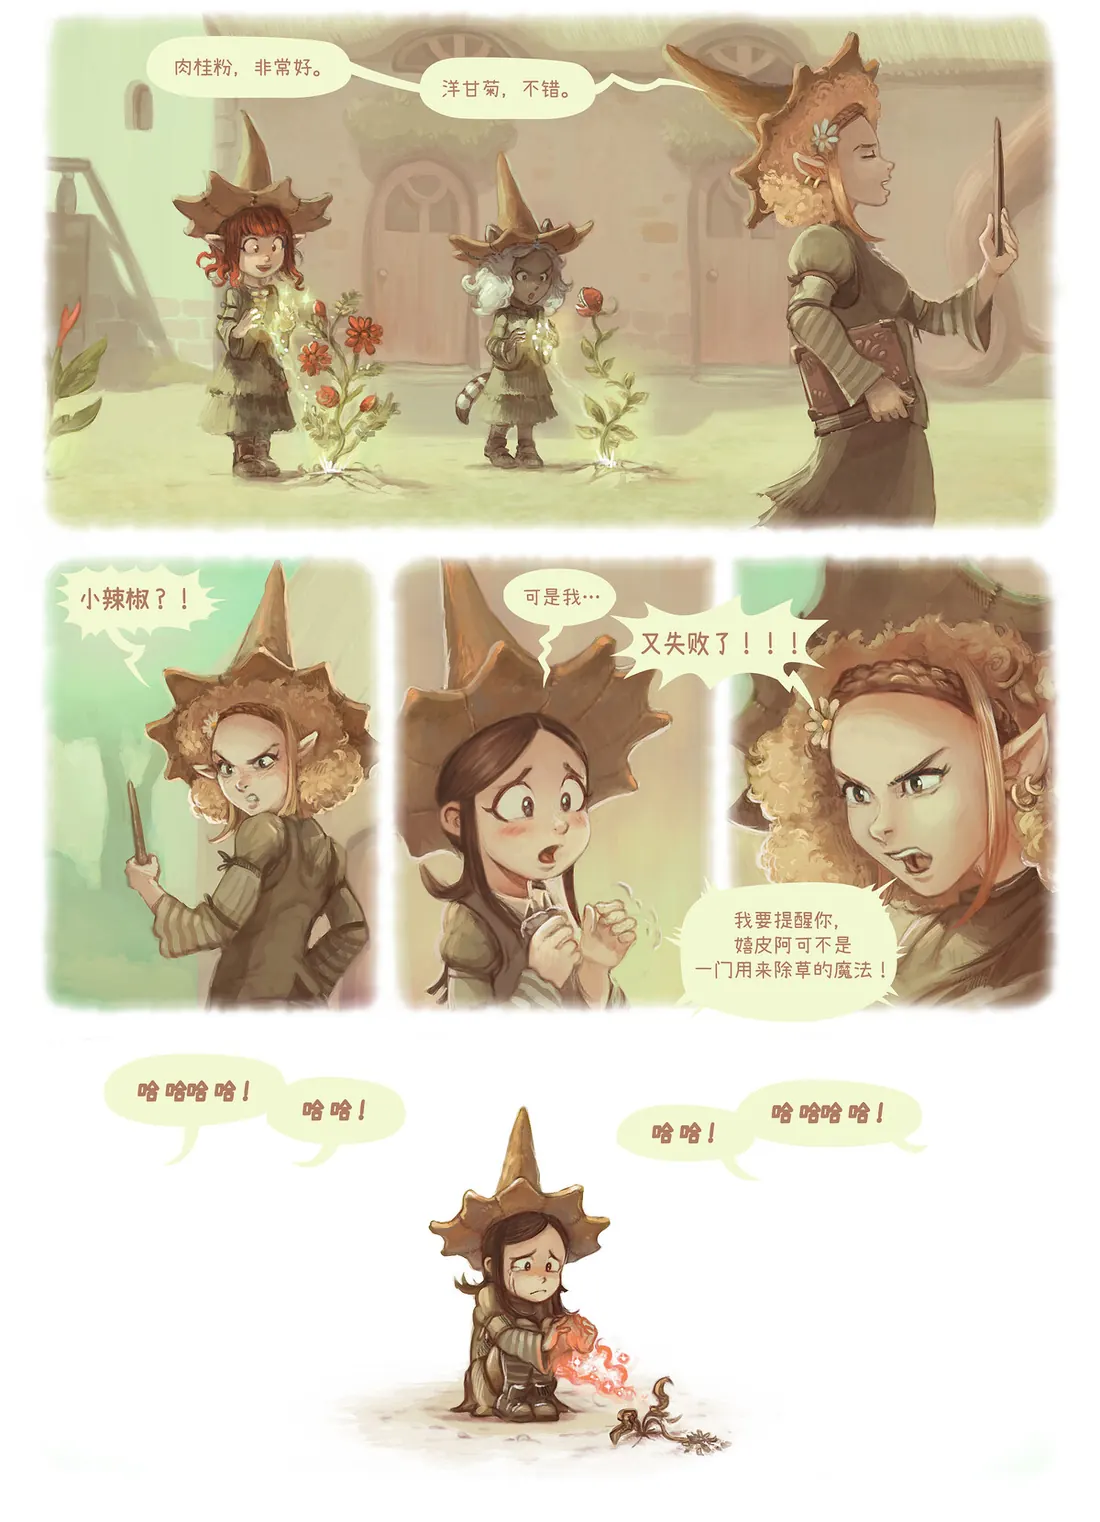 肉桂粉，非常好。
洋甘菊，不错。
小辣椒？！
可是我…
又失败了！！！
我要提醒你，
嬉皮阿可不是
一门用来除草的魔法！
哈 哈哈 哈！
哈 哈！
哈 哈！
哈 哈哈 哈！